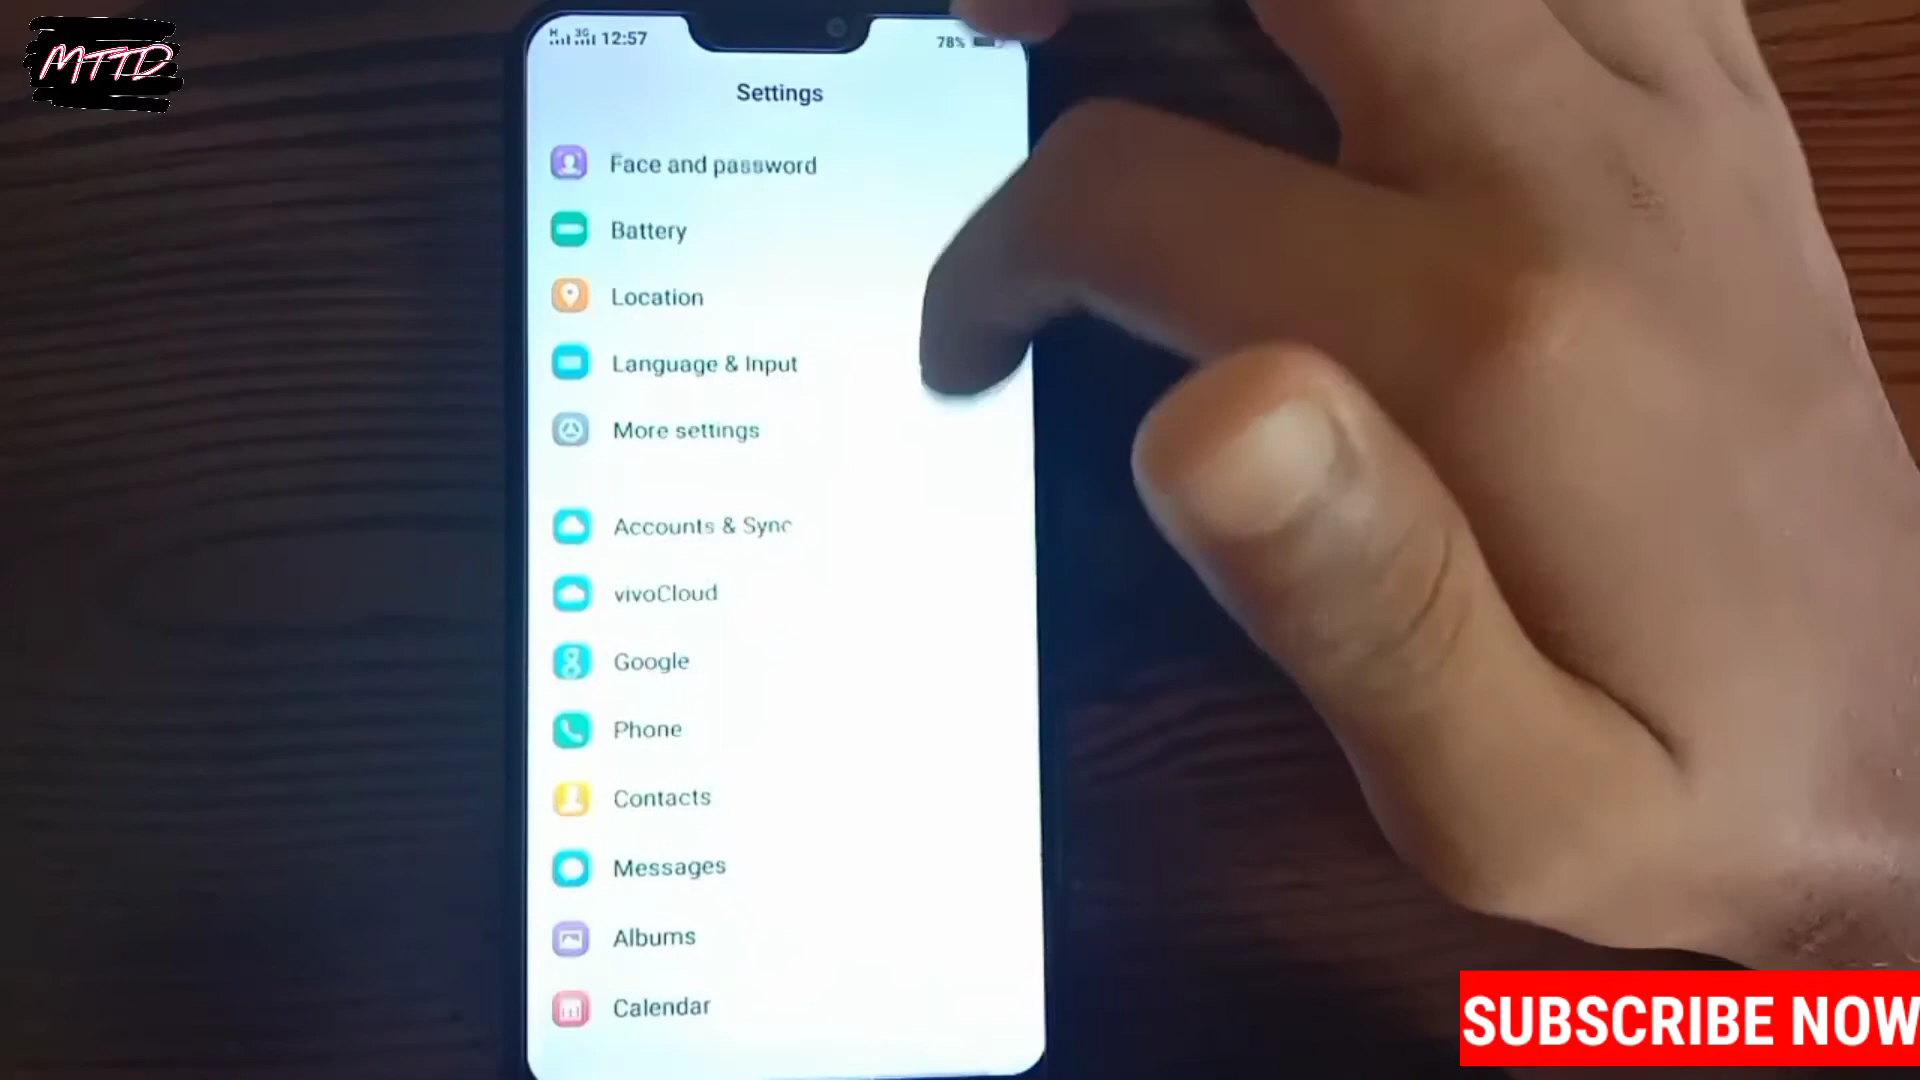 MTTD
H 3G 12:57
78%
Settings
Face and password
Battery
Location
Language & Input
More settings
Accounts & Sync
vivoCloud
Google
Phone
Contacts
Messages
Albums
Calendar
SUBSCRIBE NOW